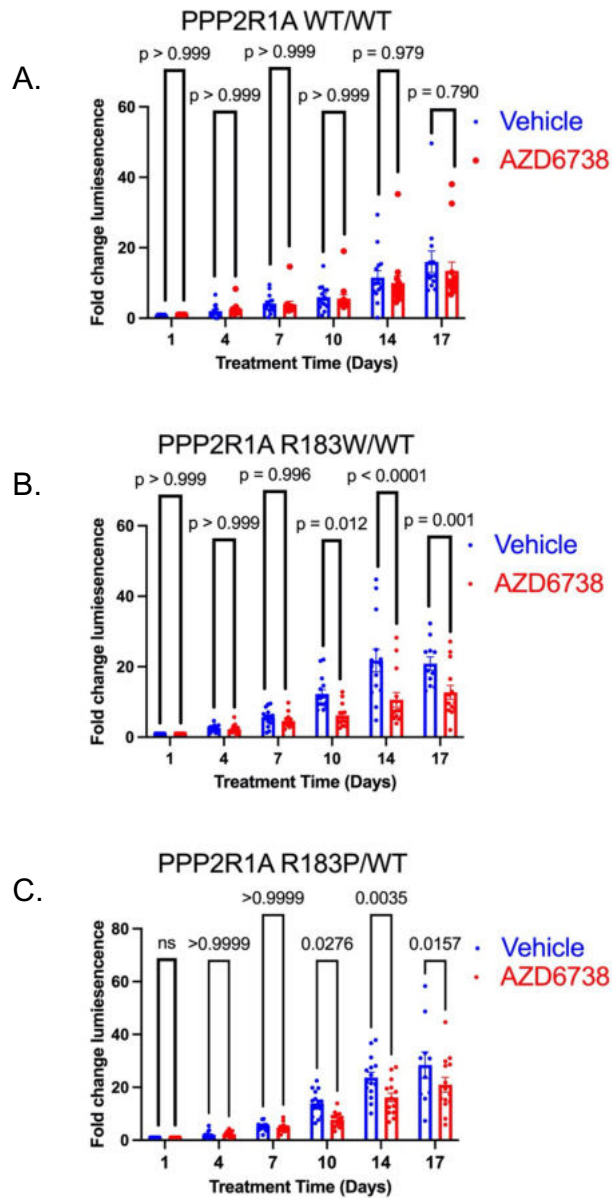 PPP2R1A WT/WT
A.
p > 0.999 p > 0.999 p = 0.979
p > 0.999 p > 0.999 p = 0.790
Vehicle
AZD6738
Fold change lumiesencence
60
40
20
0
1 4 7 10 14 17
Treatment Time (Days)
PPP2R1A R183W/WT
B.
p > 0.999 p = 0.996 p < 0.0001
p > 0.999 p = 0.012 p = 0.001
Vehicle
AZD6738
Fold change lumiesencence
60
40
20
0
1 4 7 10 14 17
Treatment Time (Days)
PPP2R1A R183P/WT
C.
>0.9999 0.0035
ns >0.9999 0.0276 0.0157
Vehicle
AZD6738
Fold change lumiesencence
80
60
40
20
0
1 4 7 10 14 17
Treatment Time (Days)